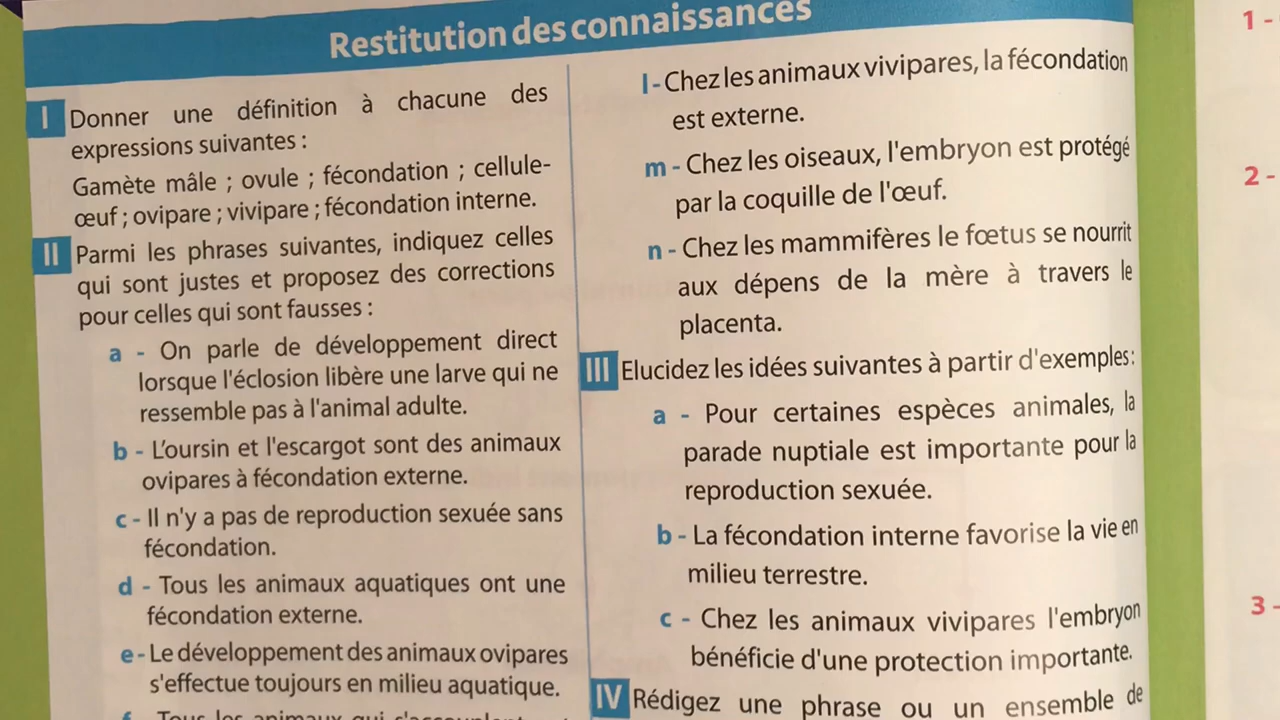 Restitution des connaissances
I Donner une définition à chacune des
expressions suivantes :
Gamète mâle ; ovule ; fécondation ; cellule-
œuf ; ovipare ; vivipare ; fécondation interne.
II Parmi les phrases suivantes, indiquez celles
qui sont justes et proposez des corrections
pour celles qui sont fausses :
a - On parle de développement direct
lorsque l'éclosion libère une larve qui ne
ressemble pas à l'animal adulte.
b - L'oursin et l'escargot sont des animaux
ovipares à fécondation externe.
c - Il n'y a pas de reproduction sexuée sans
fécondation.
d - Tous les animaux aquatiques ont une
fécondation externe.
e - Le développement des animaux ovipares
s'effectue toujours en milieu aquatique.
f - Tous les animaux qui s'accouplent
l - Chez les animaux vivipares, la fécondation
est externe.
m - Chez les oiseaux, l'embryon est protégé
par la coquille de l'œuf.
n - Chez les mammifères le fœtus se nourrit
aux dépens de la mère à travers le
placenta.
III Elucidez les idées suivantes à partir d'exemples :
a - Pour certaines espèces animales, la
parade nuptiale est importante pour la
reproduction sexuée.
b - La fécondation interne favorise la vie en
milieu terrestre.
c - Chez les animaux vivipares l'embryon
bénéficie d'une protection importante.
IV Rédigez une phrase ou un ensemble de
1 -
2 -
3 -